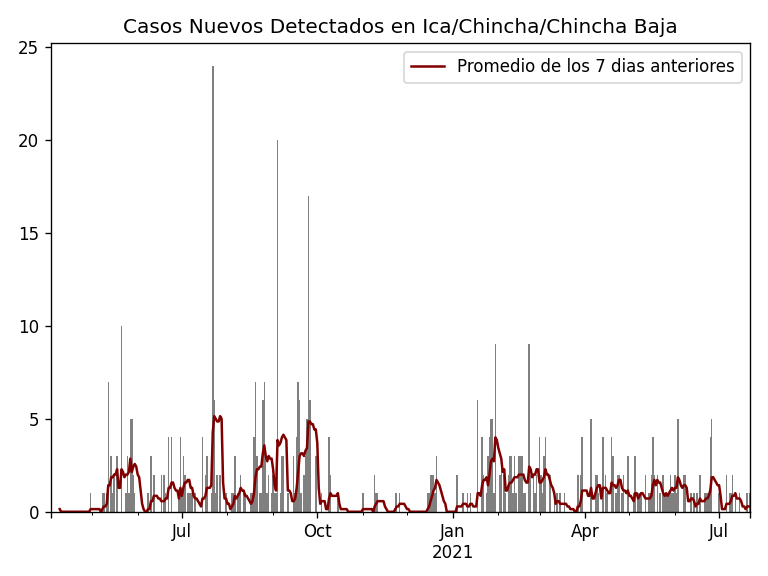 Casos Nuevos Detectados en Ica/Chincha/Chincha Baja
Promedio de los 7 dias anteriores
25
20
15
10
5
0
Jul
Oct
Jan
2021
Apr
Jul